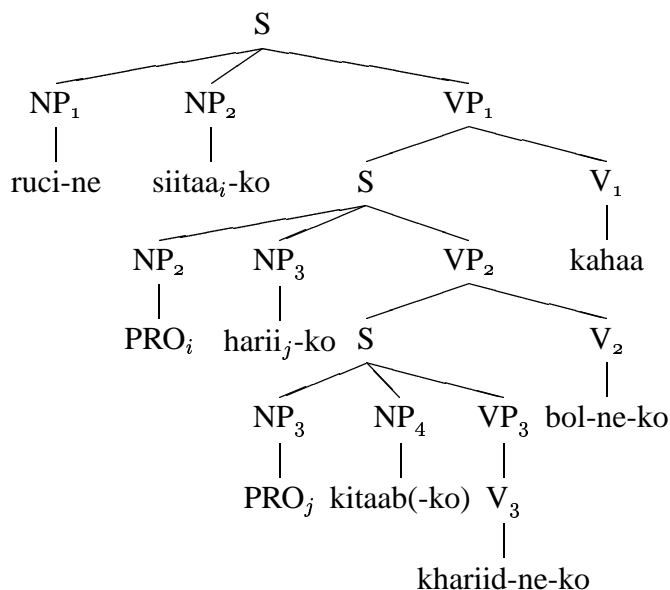 S
NP₁ NP₂ VP₁
ruci-ne siitaaᵢ-ko S V₁
NP₂ NP₃ VP₂ kahaa
PROᵢ hariiⱼ-ko S V₂
NP₃ NP₄ VP₃ bol-ne-ko
PROⱼ kitaab(-ko) V₃
khariid-ne-ko